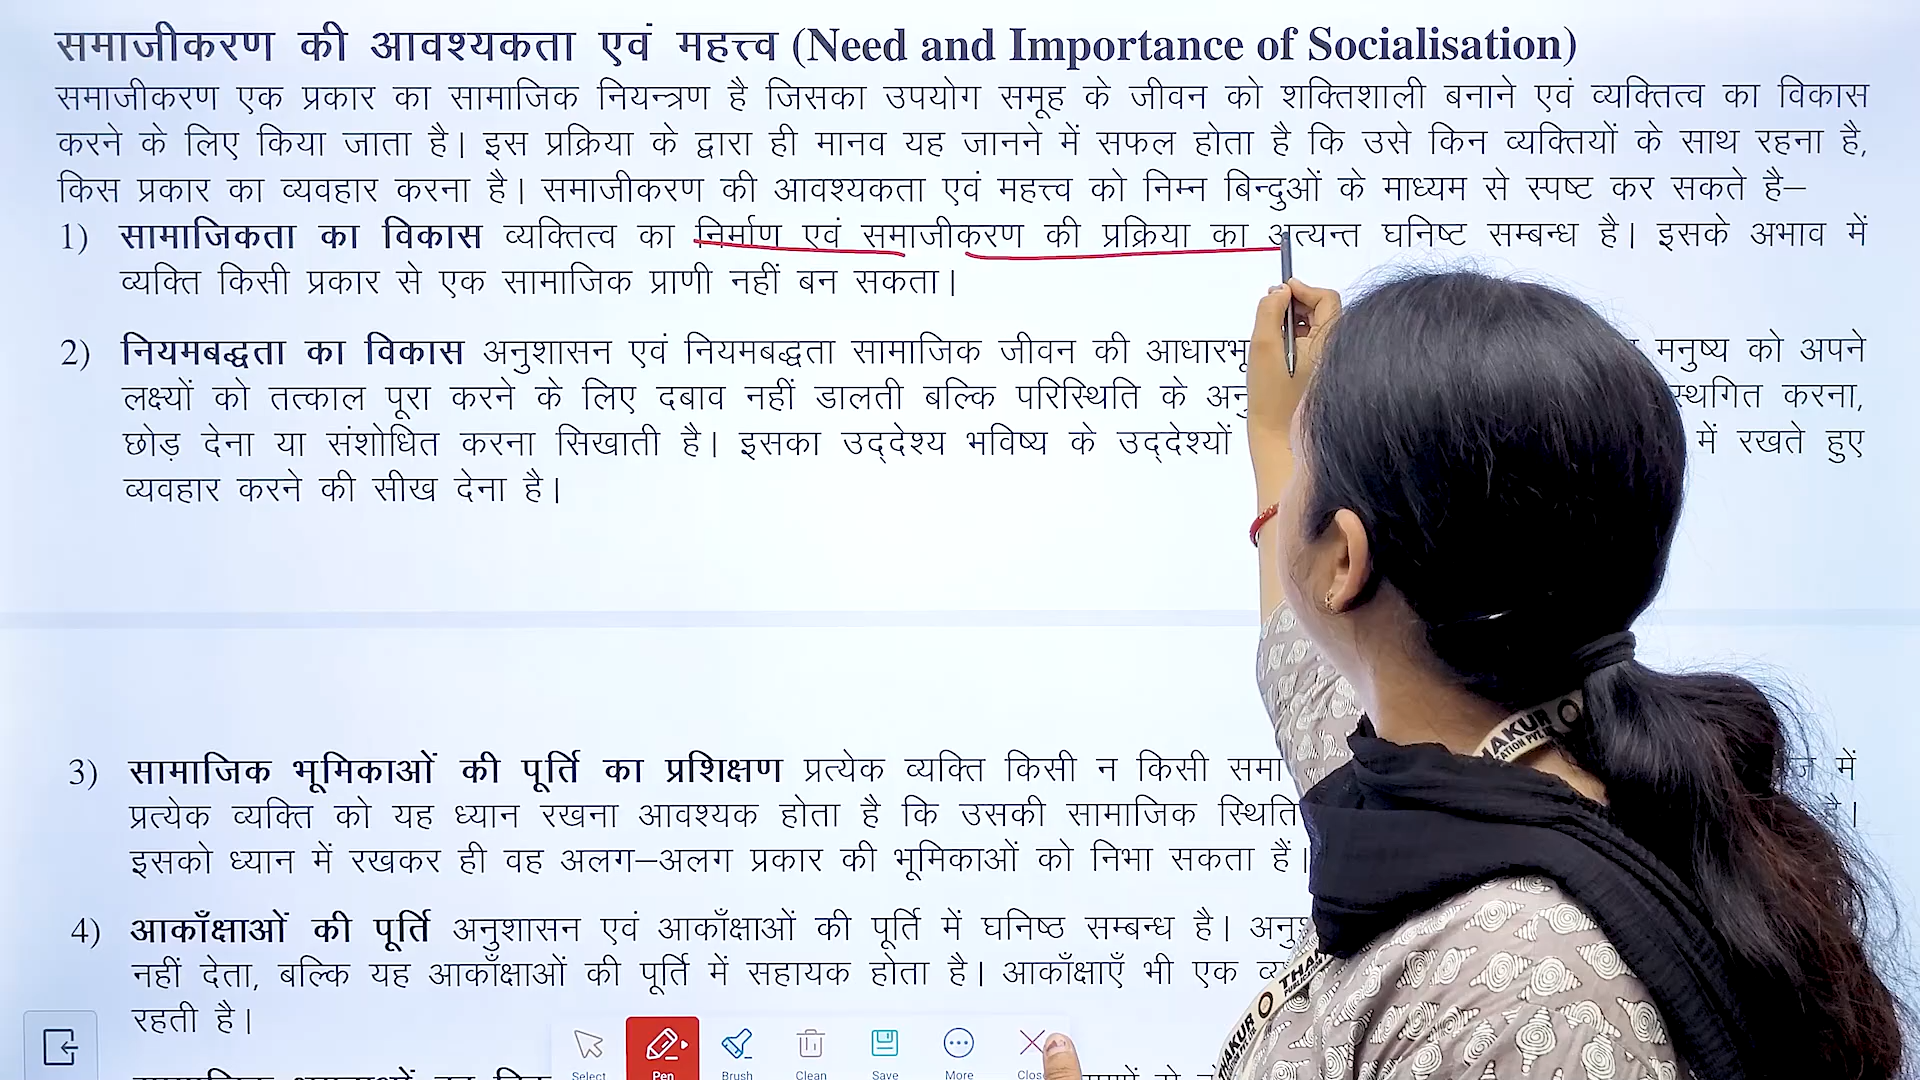 समाजीकरण की आवश्यकता एवं महत्त्व (Need and Importance of Socialisation)
समाजीकरण एक प्रकार का सामाजिक नियन्त्रण है जिसका उपयोग समूह के जीवन को शक्तिशाली बनाने एवं व्यक्तित्व का विकास
करने के लिए किया जाता है। इस प्रक्रिया के द्वारा ही मानव यह जानने में सफल होता है कि उसे किन व्यक्तियों के साथ रहना है,
किस प्रकार का व्यवहार करना है। समाजीकरण की आवश्यकता एवं महत्त्व को निम्न बिन्दुओं के माध्यम से स्पष्ट कर सकते है–
1) सामाजिकता का विकास व्यक्तित्व का निर्माण एवं समाजीकरण की प्रक्रिया का अत्यन्त घनिष्ट सम्बन्ध है। इसके अभाव में
व्यक्ति किसी प्रकार से एक सामाजिक प्राणी नहीं बन सकता।
2) नियमबद्धता का विकास अनुशासन एवं नियमबद्धता सामाजिक जीवन की मनुष्य को अपने
लक्ष्यों को तत्काल पूरा करने के लिए दबाव नहीं डालती बल्कि परिस्थिति के स्थगित करना,
छोड़ देना या संशोधित करना सिखाती है। इसका उद्देश्य भविष्य के उद्देश्यों में रखते हुए
व्यवहार करने की सीख देना है।
3) सामाजिक भूमिकाओं की पूर्ति का प्रशिक्षण प्रत्येक व्यक्ति किसी न किसी में
प्रत्येक व्यक्ति को यह ध्यान रखना आवश्यक होता है कि उसकी सामाजिक स्थिति है।
इसको ध्यान में रखकर ही वह अलग–अलग प्रकार की भूमिकाओं को निभा सकता हैं।
4) आकाँक्षाओं की पूर्ति अनुशासन एवं आकाँक्षाओं की पूर्ति में घनिष्ठ सम्बन्ध है।
नहीं देता, बल्कि यह आकाँक्षाओं की पूर्ति में सहायक होता है। आकाँक्षाएँ भी एक
रहती है।
Select Pen Brush Clean Save More Close